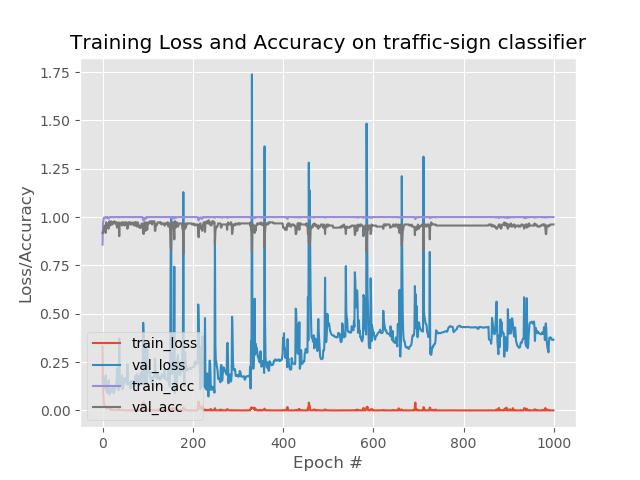 Training Loss and Accuracy on traffic-sign classifier
1.75
1.50
1.25
1.00
0.75
0.50
0.25
0.00
Loss/Accuracy
train_loss
val_loss
train_acc
val_acc
0 200 400 600 800 1000
Epoch #